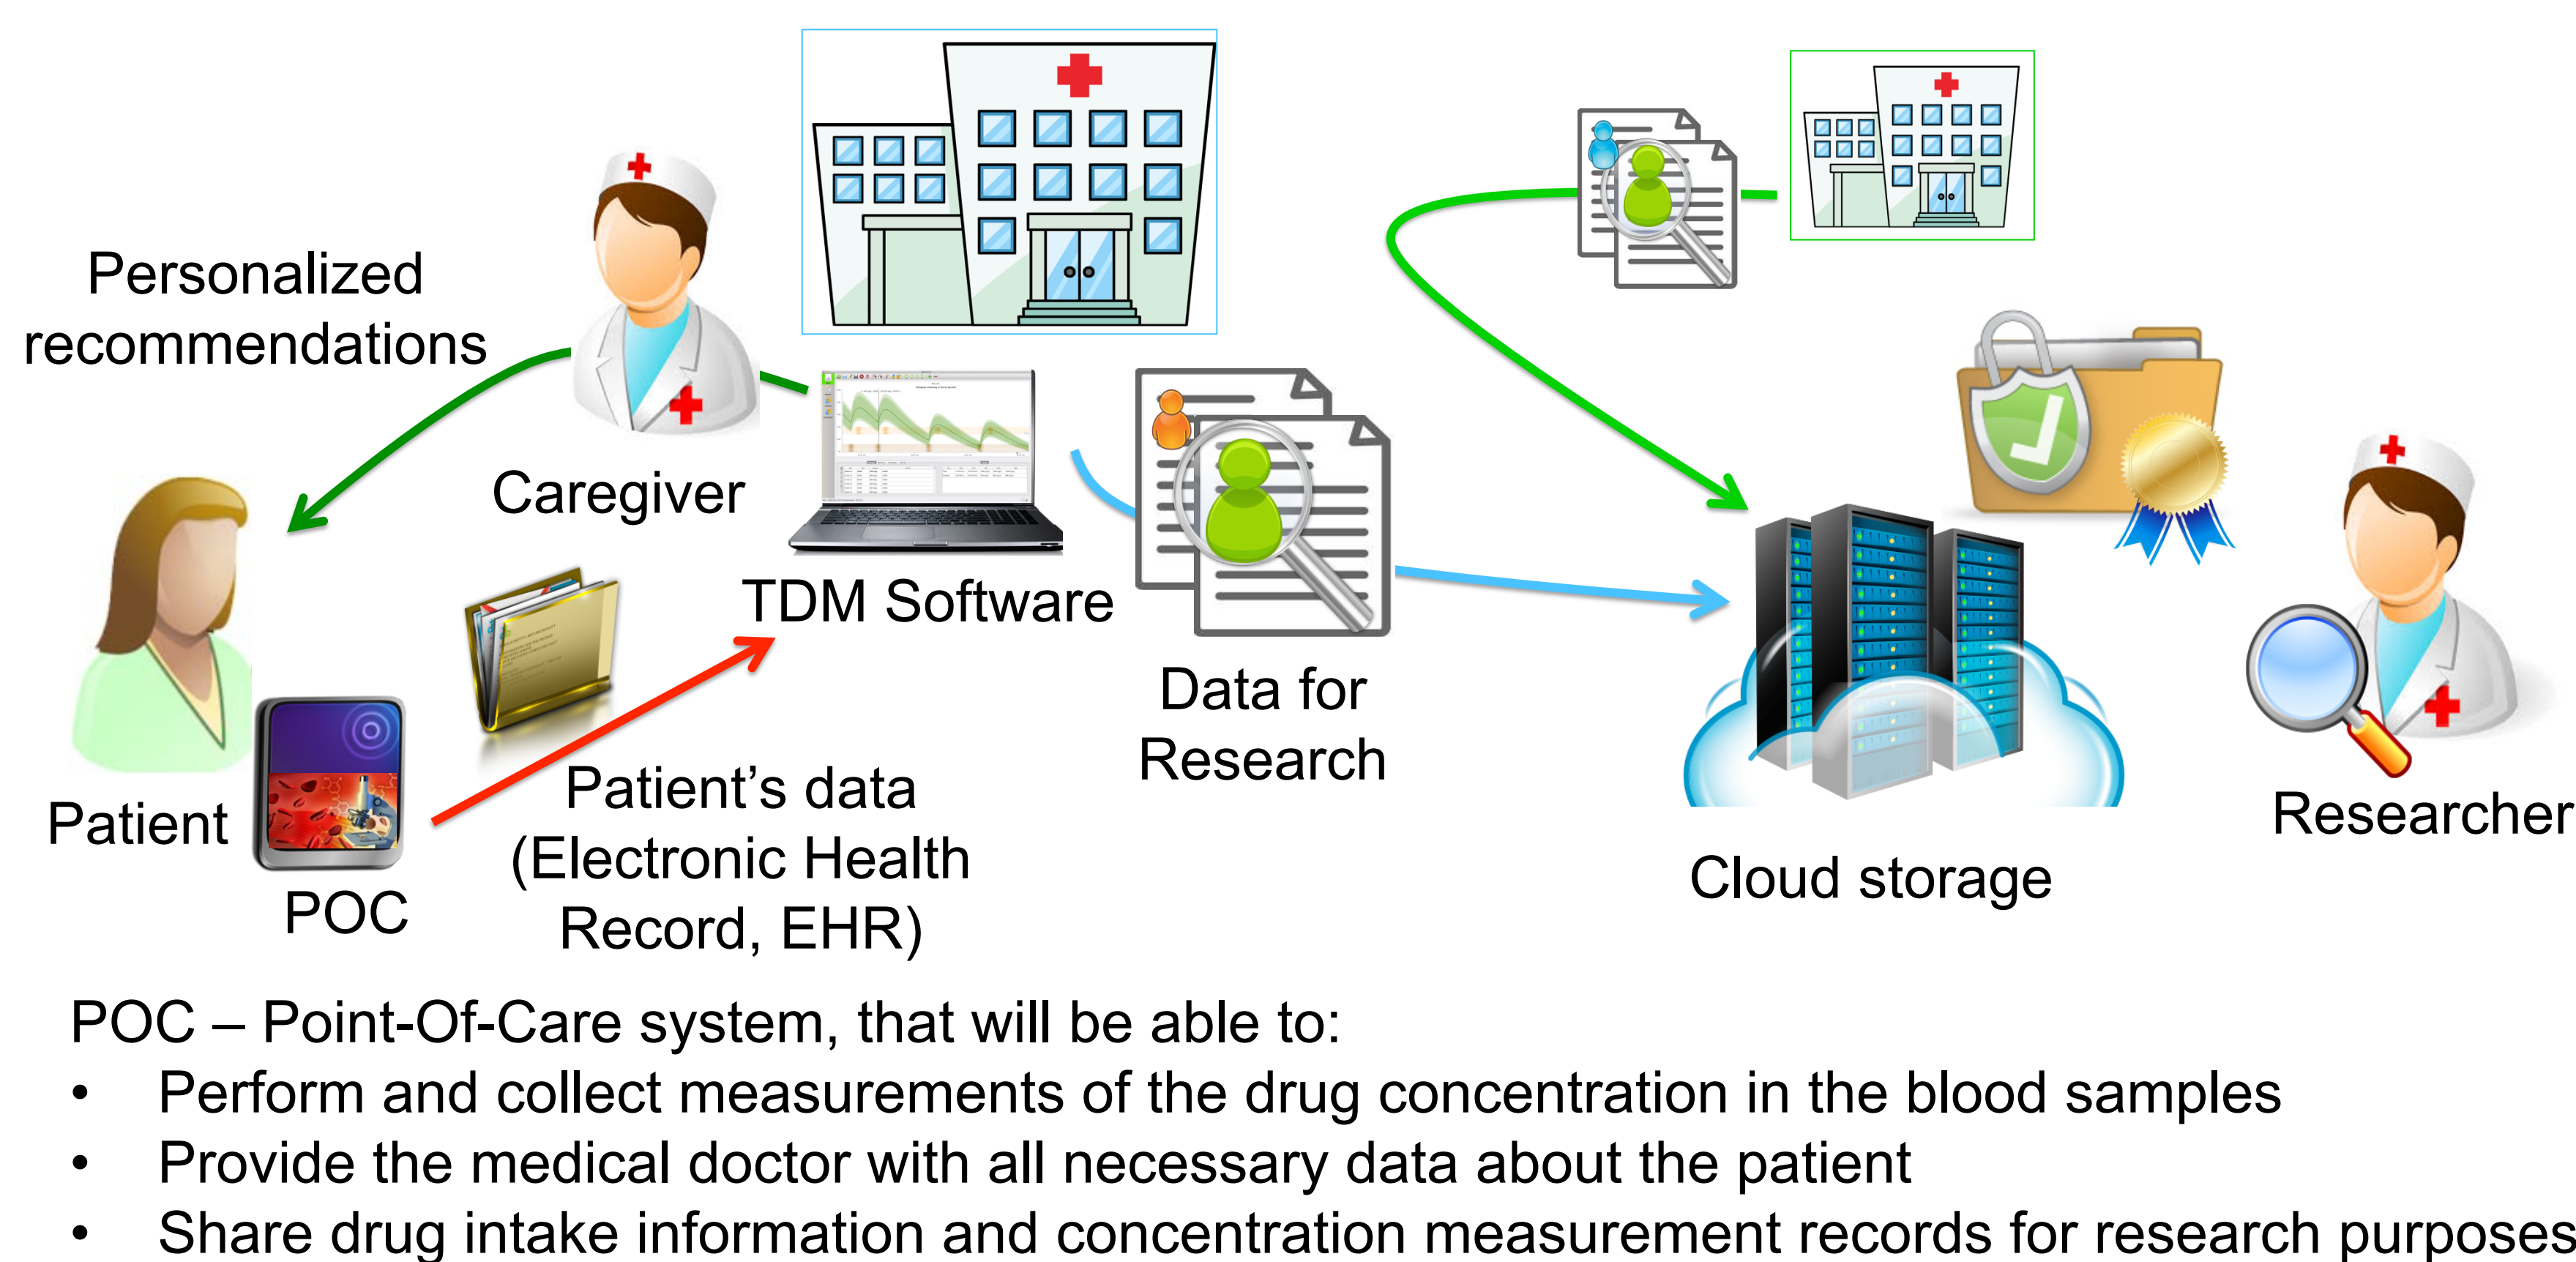 Personalized
recommendations
Caregiver
TDM Software
Patient
POC
Patient’s data
(Electronic Health
Record, EHR)
Data for
Research
Cloud storage
Researcher
POC – Point-Of-Care system, that will be able to:
• Perform and collect measurements of the drug concentration in the blood samples
• Provide the medical doctor with all necessary data about the patient
• Share drug intake information and concentration measurement records for research purposes